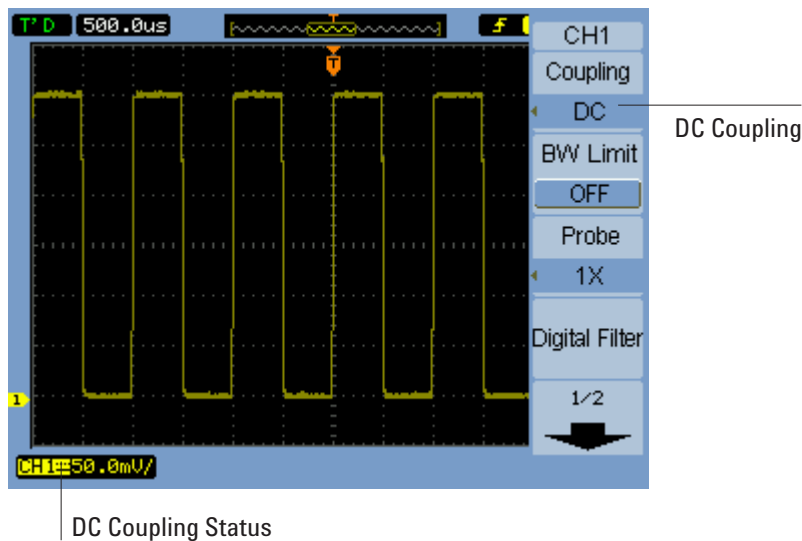 T'D 500.0us
T
T
CH1
Coupling
DC
DC Coupling
BW Limit
OFF
Probe
1X
Digital Filter
1/2
1
CH1 50.0mV/
DC Coupling Status